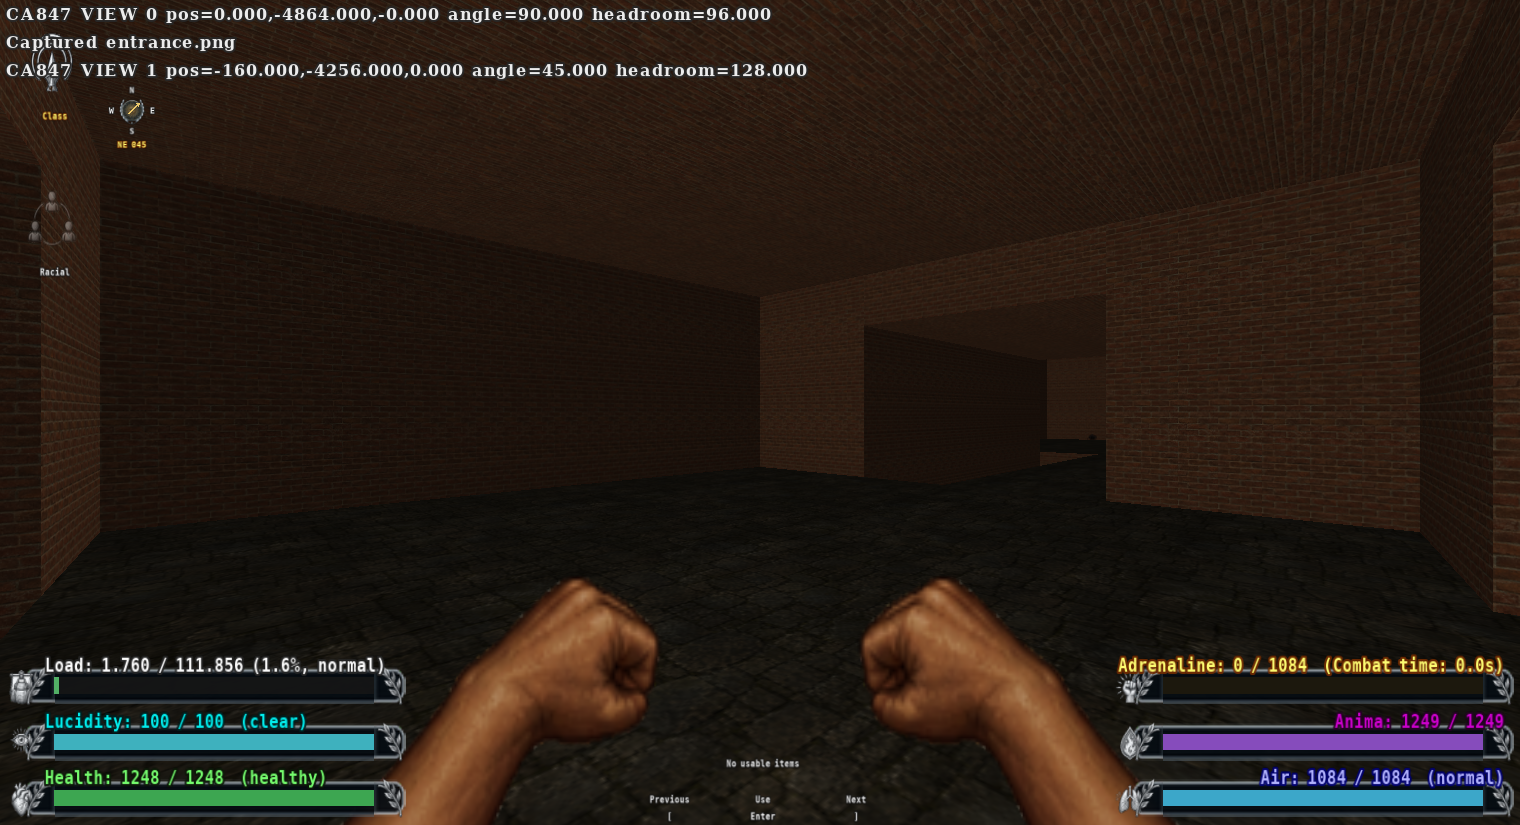 CA847 VIEW 0 pos=0.000,-4864.000,-0.000 angle=90.000 headroom=96.000
Captured entrance.png
CA847 VIEW 1 pos=-160.000,-4256.000,0.000 angle=45.000 headroom=128.000
N
W E
S
Class
NE 045
Racial
Load: 1.760 / 111.856 (1.6%, normal)
Adrenaline: 0 / 1084 (Combat time: 0.0s)
Lucidity: 100 / 100 (clear)
Anima: 1249 / 1249
Health: 1248 / 1248 (healthy)
Air: 1084 / 1084 (normal)
No usable items
Previous Use Next
[ Enter ]